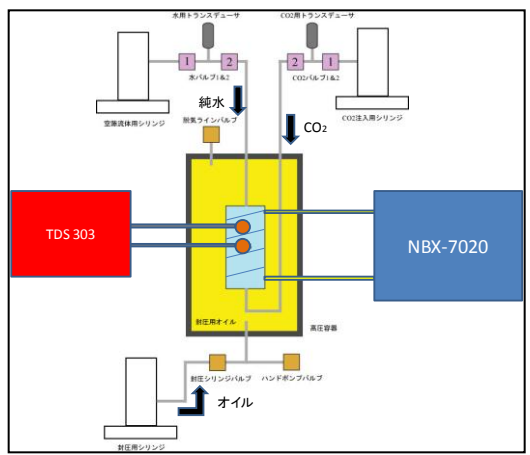 水用トランスデューサ
CO2用トランスデューサ
1
2
2
1
水バルブ1&2
CO2バルブ1&2
空隙流体用シリンジ
純水
CO2注入用シリンジ
脱気ラインバルブ
CO₂
TDS 303
NBX-7020
封圧用オイル
高圧容器
封圧シリンジバルブ
ハンドポンプバルブ
オイル
封圧用シリンジ